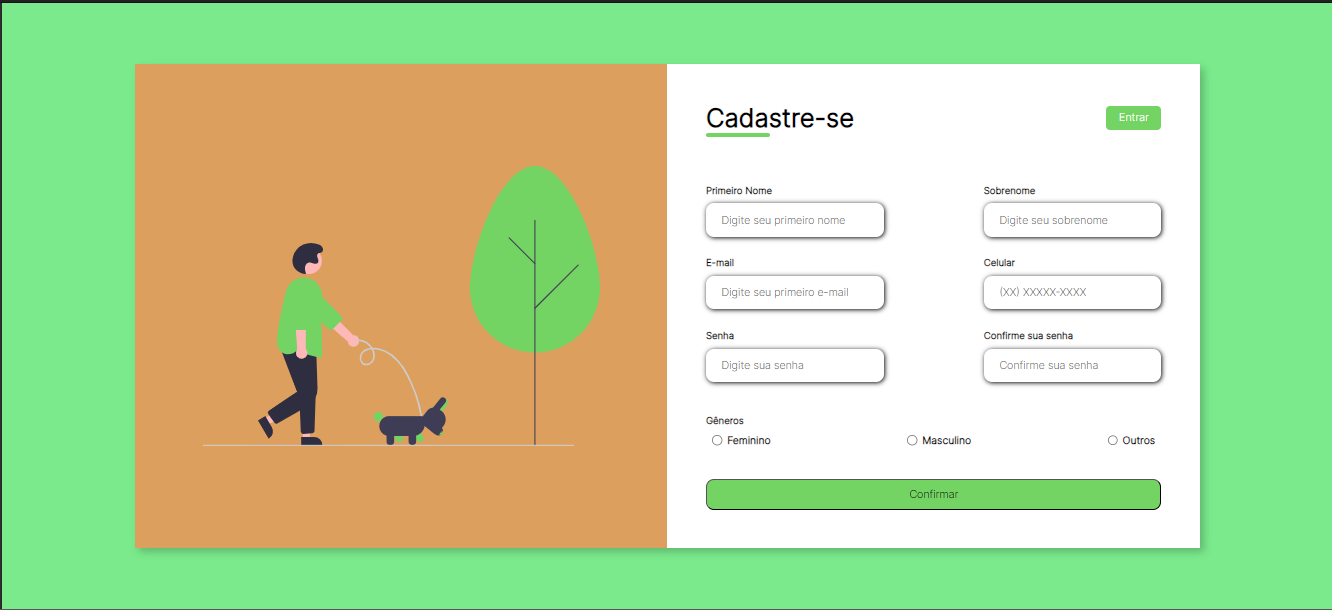 Cadastre-se
Entrar
Primeiro Nome
Sobrenome
Digite seu primeiro nome
Digite seu sobrenome
E-mail
Celular
Digite seu primeiro e-mail
(XX) XXXXX-XXXX
Senha
Confirme sua senha
Digite sua senha
Confirme sua senha
Gêneros
Feminino
Masculino
Outros
Confirmar